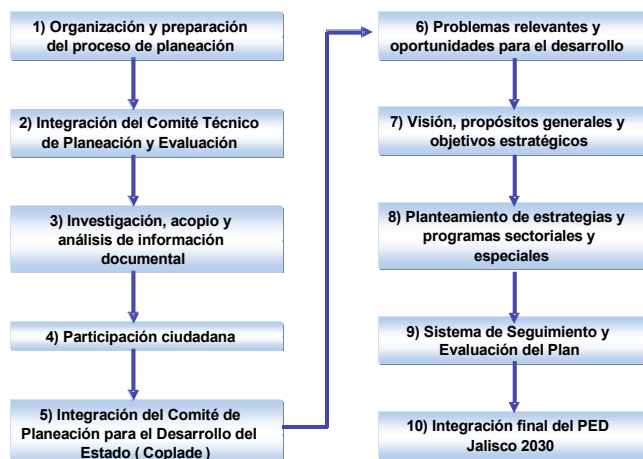 1) Organización y preparación
del proceso de planeación
2) Integración del Comité Técnico
de Planeación y Evaluación
3) Investigación, acopio y
análisis de información
documental
4) Participación ciudadana
5) Integración del Comité de
Planeación para el Desarrollo del
Estado ( Coplade )
6) Problemas relevantes y
oportunidades para el desarrollo
7) Visión, propósitos generales y
objetivos estratégicos
8) Planteamiento de estrategias y
programas sectoriales y
especiales
9) Sistema de Seguimiento y
Evaluación del Plan
10) Integración final del PED
Jalisco 2030